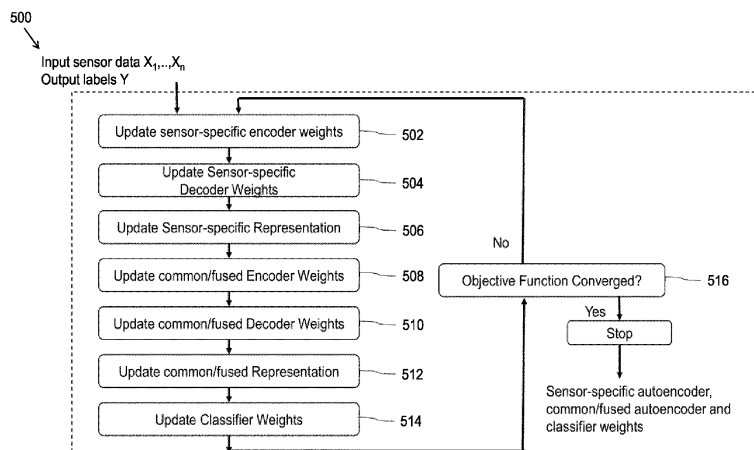 500
Input sensor data X1,..,Xn
Output labels Y
Update sensor-specific encoder weights
502
Update Sensor-specific
Decoder Weights
504
Update Sensor-specific Representation
506
Update common/fused Encoder Weights
508
Update common/fused Decoder Weights
510
Update common/fused Representation
512
Update Classifier Weights
514
No
Objective Function Converged?
516
Yes
Stop
Sensor-specific autoencoder,
common/fused autoencoder and
classifier weights